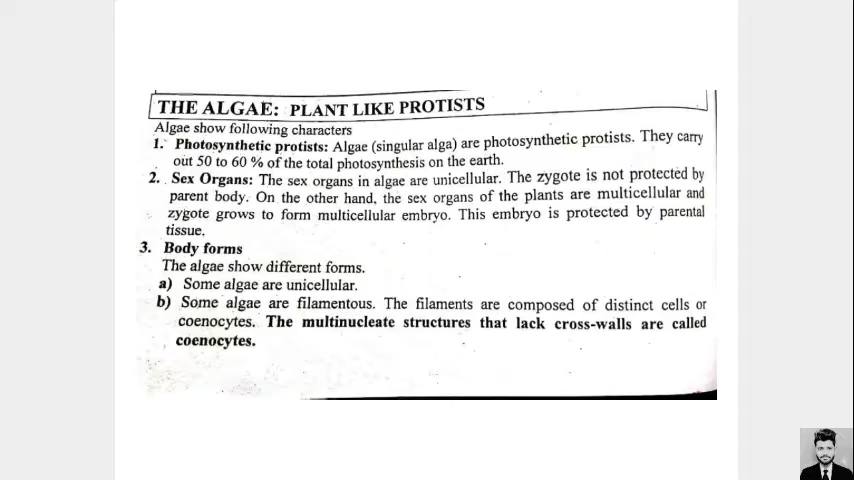 THE ALGAE: PLANT LIKE PROTISTS
Algae show following characters
1. Photosynthetic protists: Algae (singular alga) are photosynthetic protists. They carry
out 50 to 60 % of the total photosynthesis on the earth.
2. Sex Organs: The sex organs in algae are unicellular. The zygote is not protected by
parent body. On the other hand, the sex organs of the plants are multicellular and
zygote grows to form multicellular embryo. This embryo is protected by parental
tissue.
3. Body forms
The algae show different forms.
a) Some algae are unicellular.
b) Some algae are filamentous. The filaments are composed of distinct cells or
coenocytes. The multinucleate structures that lack cross-walls are called
coenocytes.